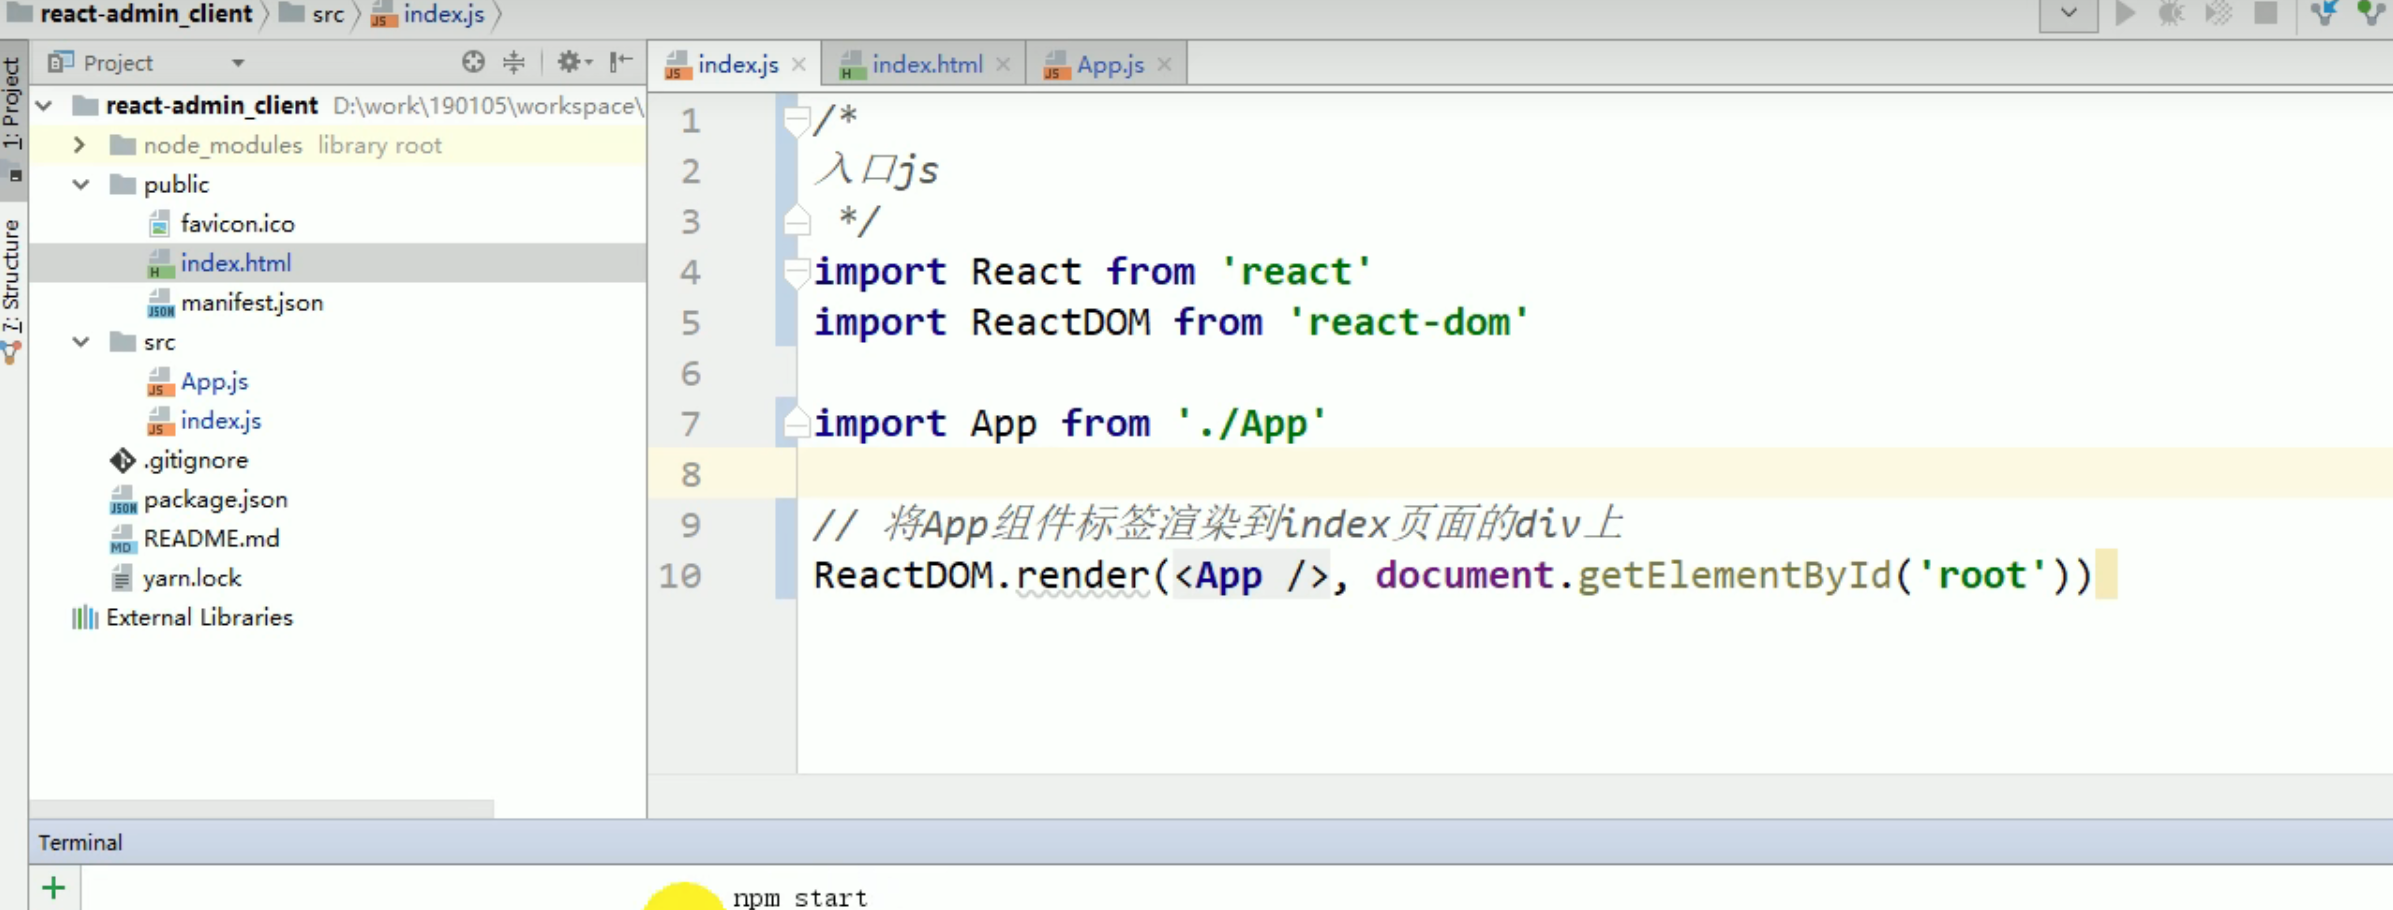 react-admin_client src index.js
1: Project
7: Structure
Project
react-admin_client D:\work\190105\workspace\
node_modules library root
public
favicon.ico
index.html
manifest.json
src
App.js
index.js
.gitignore
package.json
README.md
yarn.lock
External Libraries
index.js index.html App.js
1 /*
2 入口js
3 */
4 import React from 'react'
5 import ReactDOM from 'react-dom'
6
7 import App from './App'
8
9 // 将App组件标签渲染到index页面的div上
10 ReactDOM.render(<App />, document.getElementById('root'))
Terminal
npm start